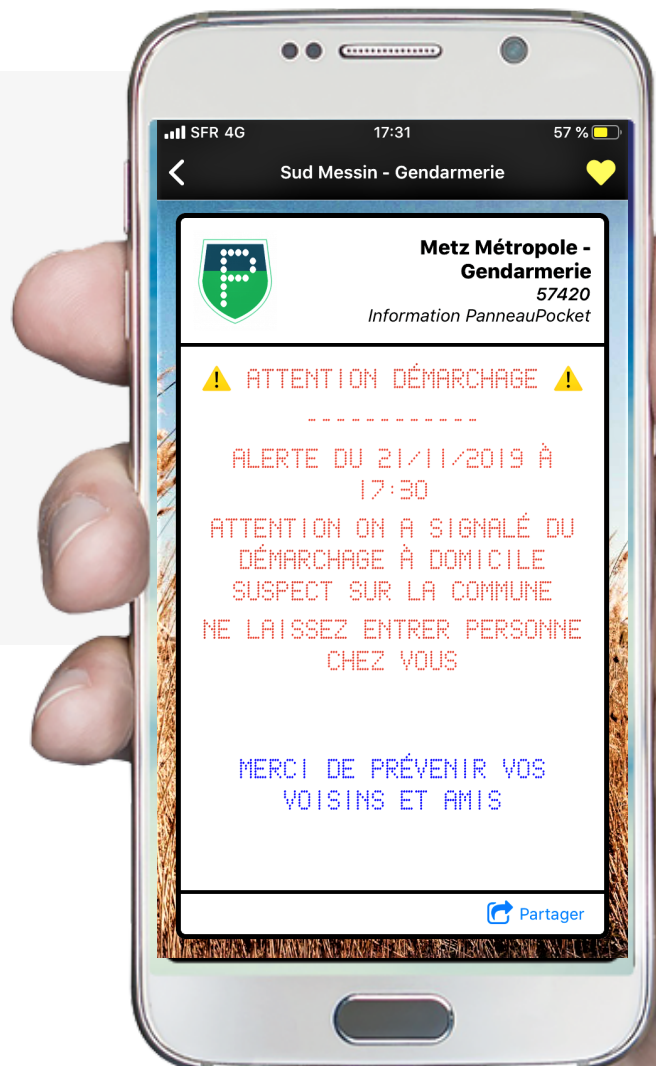 SFR 4G 17:31 57 %
Sud Messin - Gendarmerie
P
Metz Métropole -
Gendarmerie
57420
Information PanneauPocket
⚠️ ATTENTION DÉMARCHAGE ⚠️
------------
ALERTE DU 21/11/2019 À
17:30
ATTENTION ON A SIGNALÉ DU
DÉMARCHAGE À DOMICILE
SUSPECT SUR LA COMMUNE
NE LAISSEZ ENTRER PERSONNE
CHEZ VOUS
MERCI DE PRÉVENIR VOS
VOISINS ET AMIS
Partager